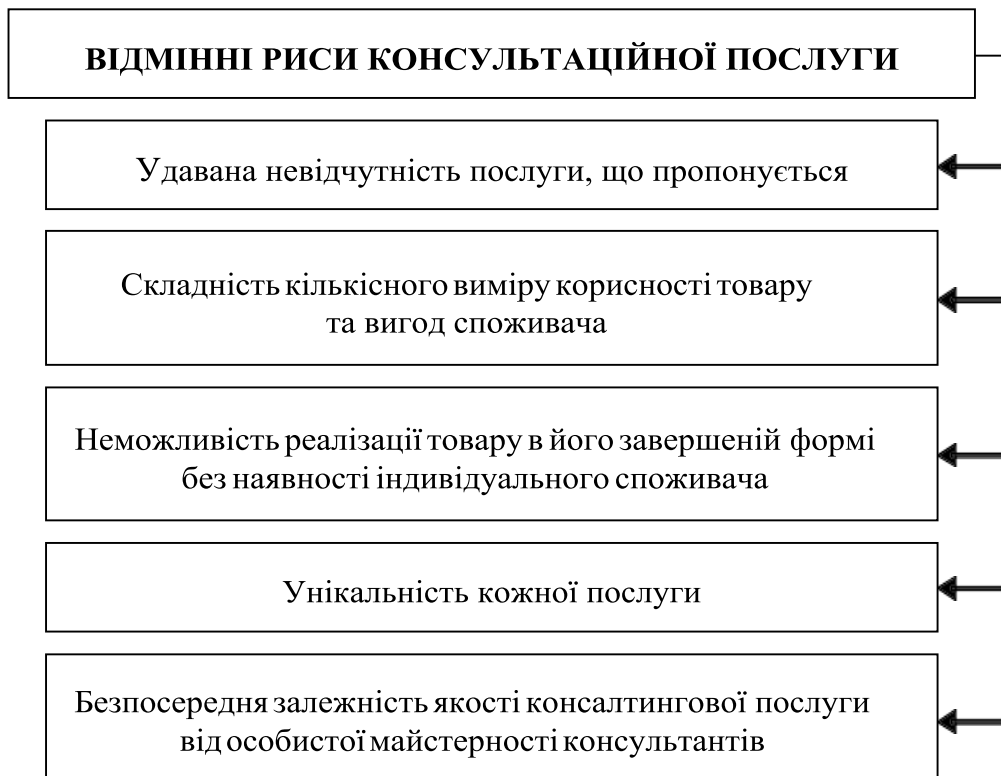 ВІДМІННІ РИСИ КОНСУЛЬТАЦІЙНОЇ ПОСЛУГИ
Удавана невідчутність послуги, що пропонується
Складність кількісного виміру корисності товару
та вигод споживача
Неможливість реалізації товару в його завершеній формі
без наявності індивідуального споживача
Унікальність кожної послуги
Безпосередня залежність якості консалтингової послуги
від особистої майстерності консультантів